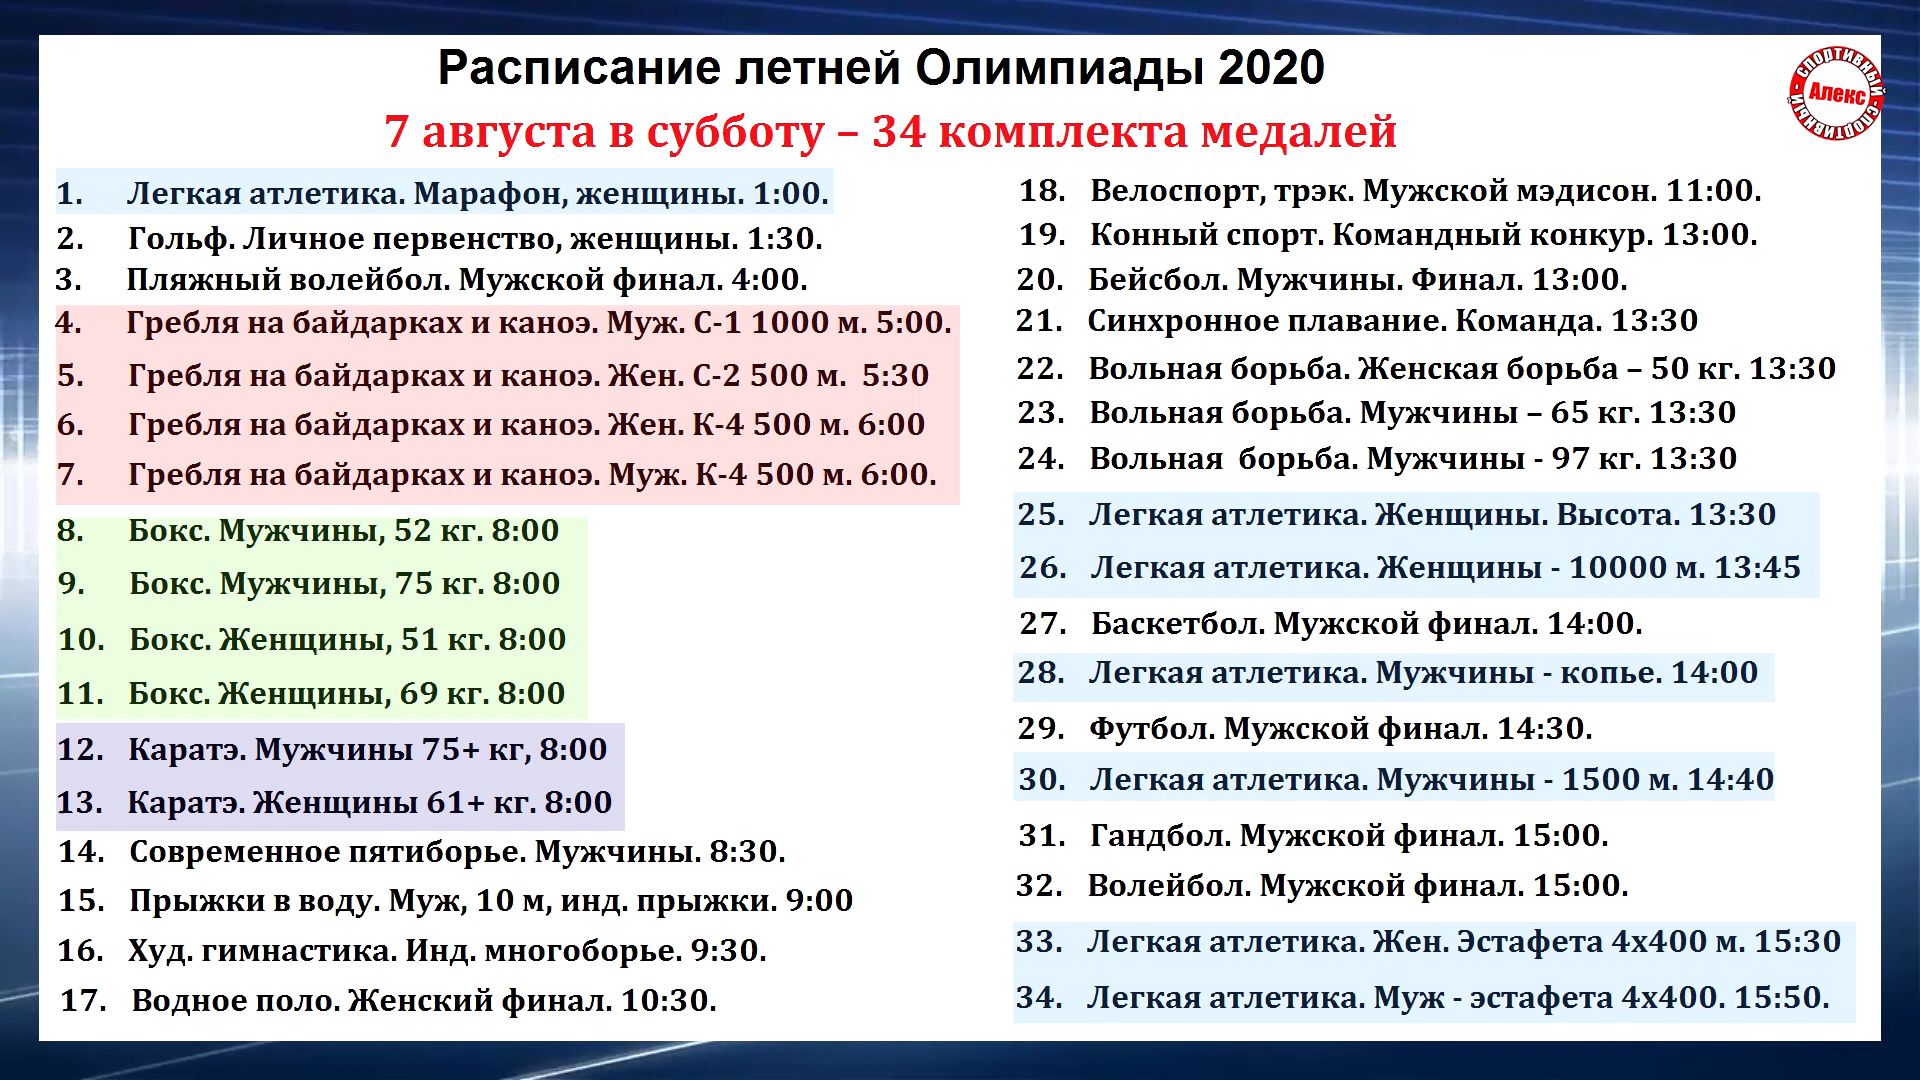 Расписание летней Олимпиады 2020
7 августа в субботу – 34 комплекта медалей
СПОРТИВНЫЙ • СПОРТИВНЫЙ •
Алекс
1. Легкая атлетика. Марафон, женщины. 1:00.
2. Гольф. Личное первенство, женщины. 1:30.
3. Пляжный волейбол. Мужской финал. 4:00.
4. Гребля на байдарках и каноэ. Муж. С-1 1000 м. 5:00.
5. Гребля на байдарках и каноэ. Жен. С-2 500 м. 5:30
6. Гребля на байдарках и каноэ. Жен. К-4 500 м. 6:00
7. Гребля на байдарках и каноэ. Муж. К-4 500 м. 6:00.
8. Бокс. Мужчины, 52 кг. 8:00
9. Бокс. Мужчины, 75 кг. 8:00
10. Бокс. Женщины, 51 кг. 8:00
11. Бокс. Женщины, 69 кг. 8:00
12. Каратэ. Мужчины 75+ кг, 8:00
13. Каратэ. Женщины 61+ кг. 8:00
14. Современное пятиборье. Мужчины. 8:30.
15. Прыжки в воду. Муж, 10 м, инд. прыжки. 9:00
16. Худ. гимнастика. Инд. многоборье. 9:30.
17. Водное поло. Женский финал. 10:30.
18. Велоспорт, трэк. Мужской мэдисон. 11:00.
19. Конный спорт. Командный конкур. 13:00.
20. Бейсбол. Мужчины. Финал. 13:00.
21. Синхронное плавание. Команда. 13:30
22. Вольная борьба. Женская борьба – 50 кг. 13:30
23. Вольная борьба. Мужчины – 65 кг. 13:30
24. Вольная борьба. Мужчины - 97 кг. 13:30
25. Легкая атлетика. Женщины. Высота. 13:30
26. Легкая атлетика. Женщины - 10000 м. 13:45
27. Баскетбол. Мужской финал. 14:00.
28. Легкая атлетика. Мужчины - копье. 14:00
29. Футбол. Мужской финал. 14:30.
30. Легкая атлетика. Мужчины - 1500 м. 14:40
31. Гандбол. Мужской финал. 15:00.
32. Волейбол. Мужской финал. 15:00.
33. Легкая атлетика. Жен. Эстафета 4х400 м. 15:30
34. Легкая атлетика. Муж - эстафета 4х400. 15:50.